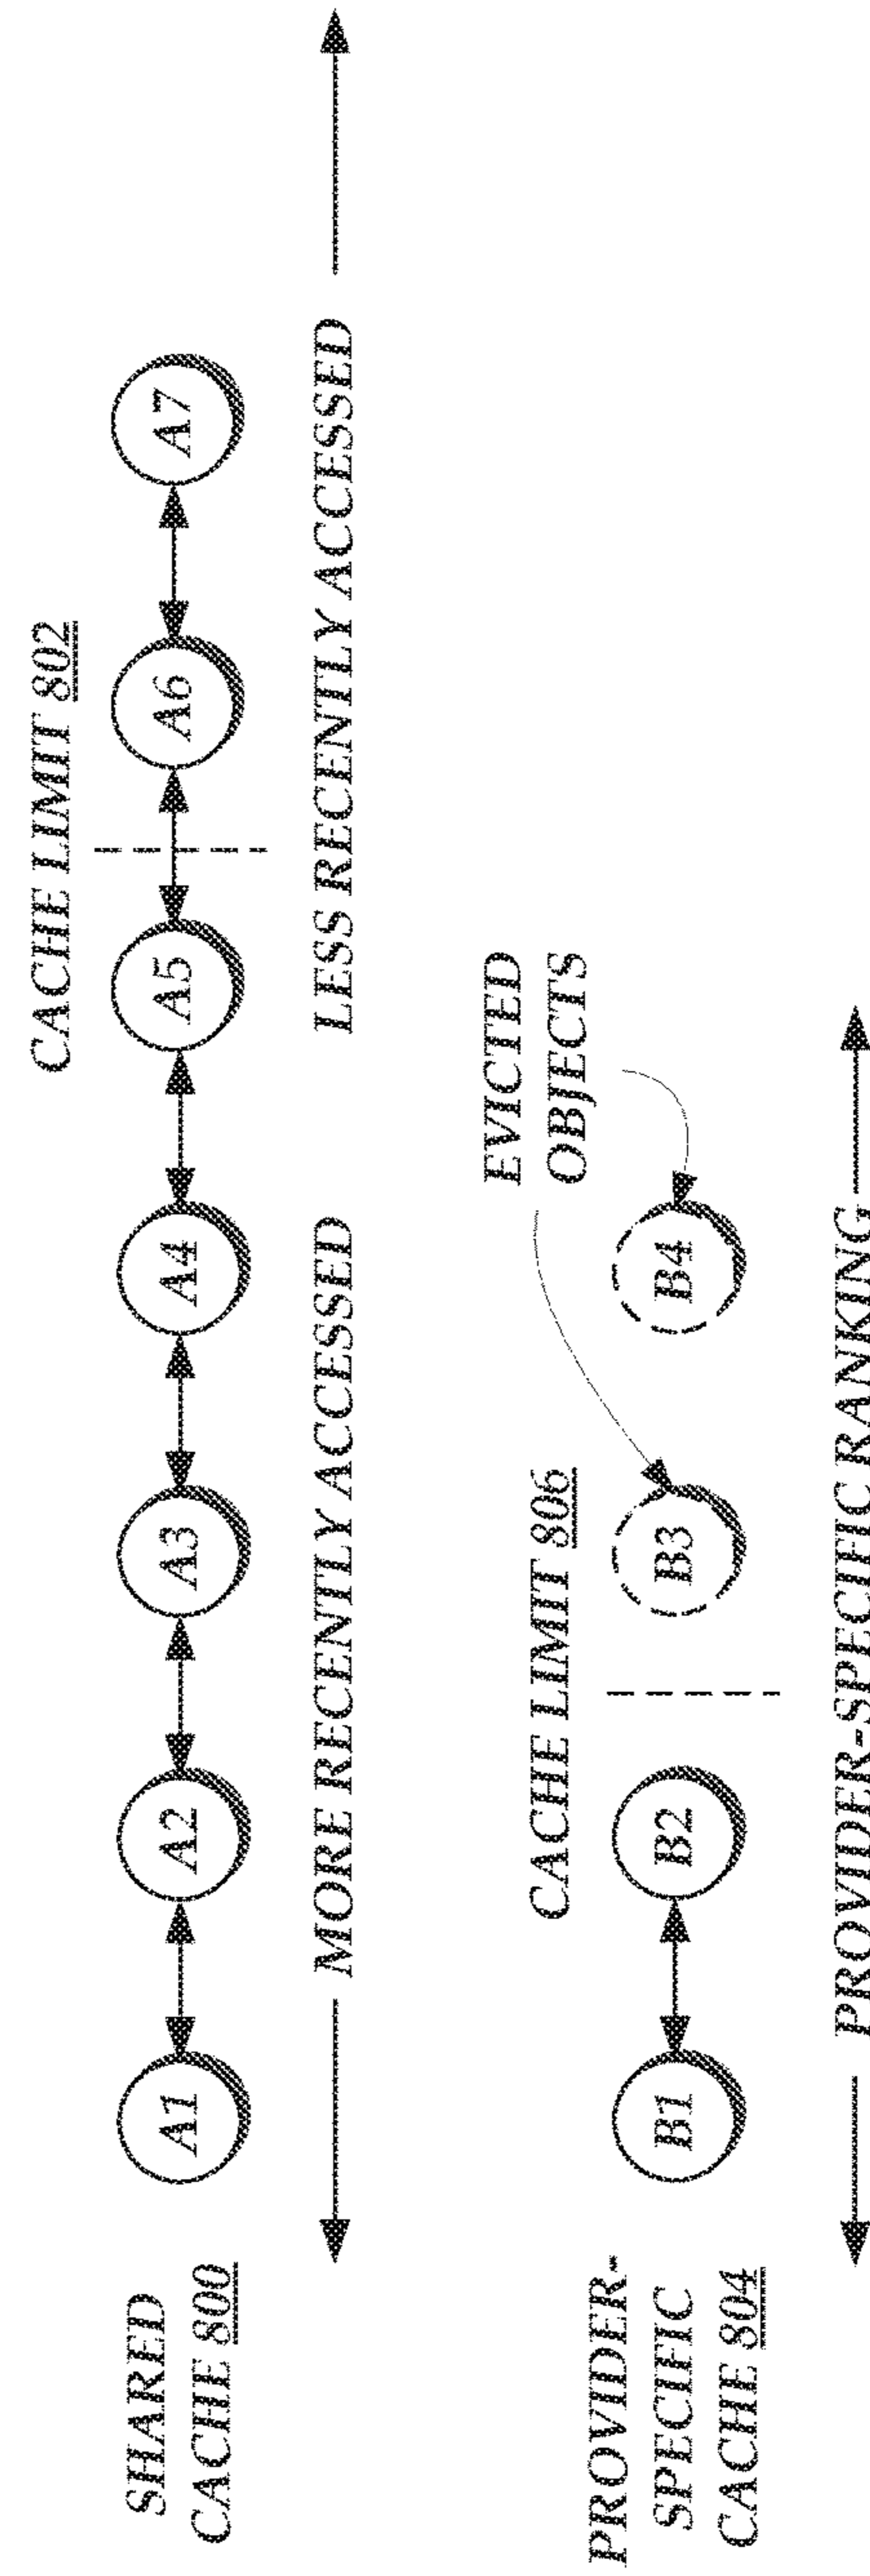 SHARED
CACHE 800
CACHE LIMIT 802
A1
A2
A3
A4
A5
A6
A7
MORE RECENTLY ACCESSED
LESS RECENTLY ACCESSED
PROVIDER-
SPECIFIC
CACHE 804
CACHE LIMIT 806
EVICTED
OBJECTS
B1
B2
B3
B4
PROVIDER-SPECIFIC RANKING